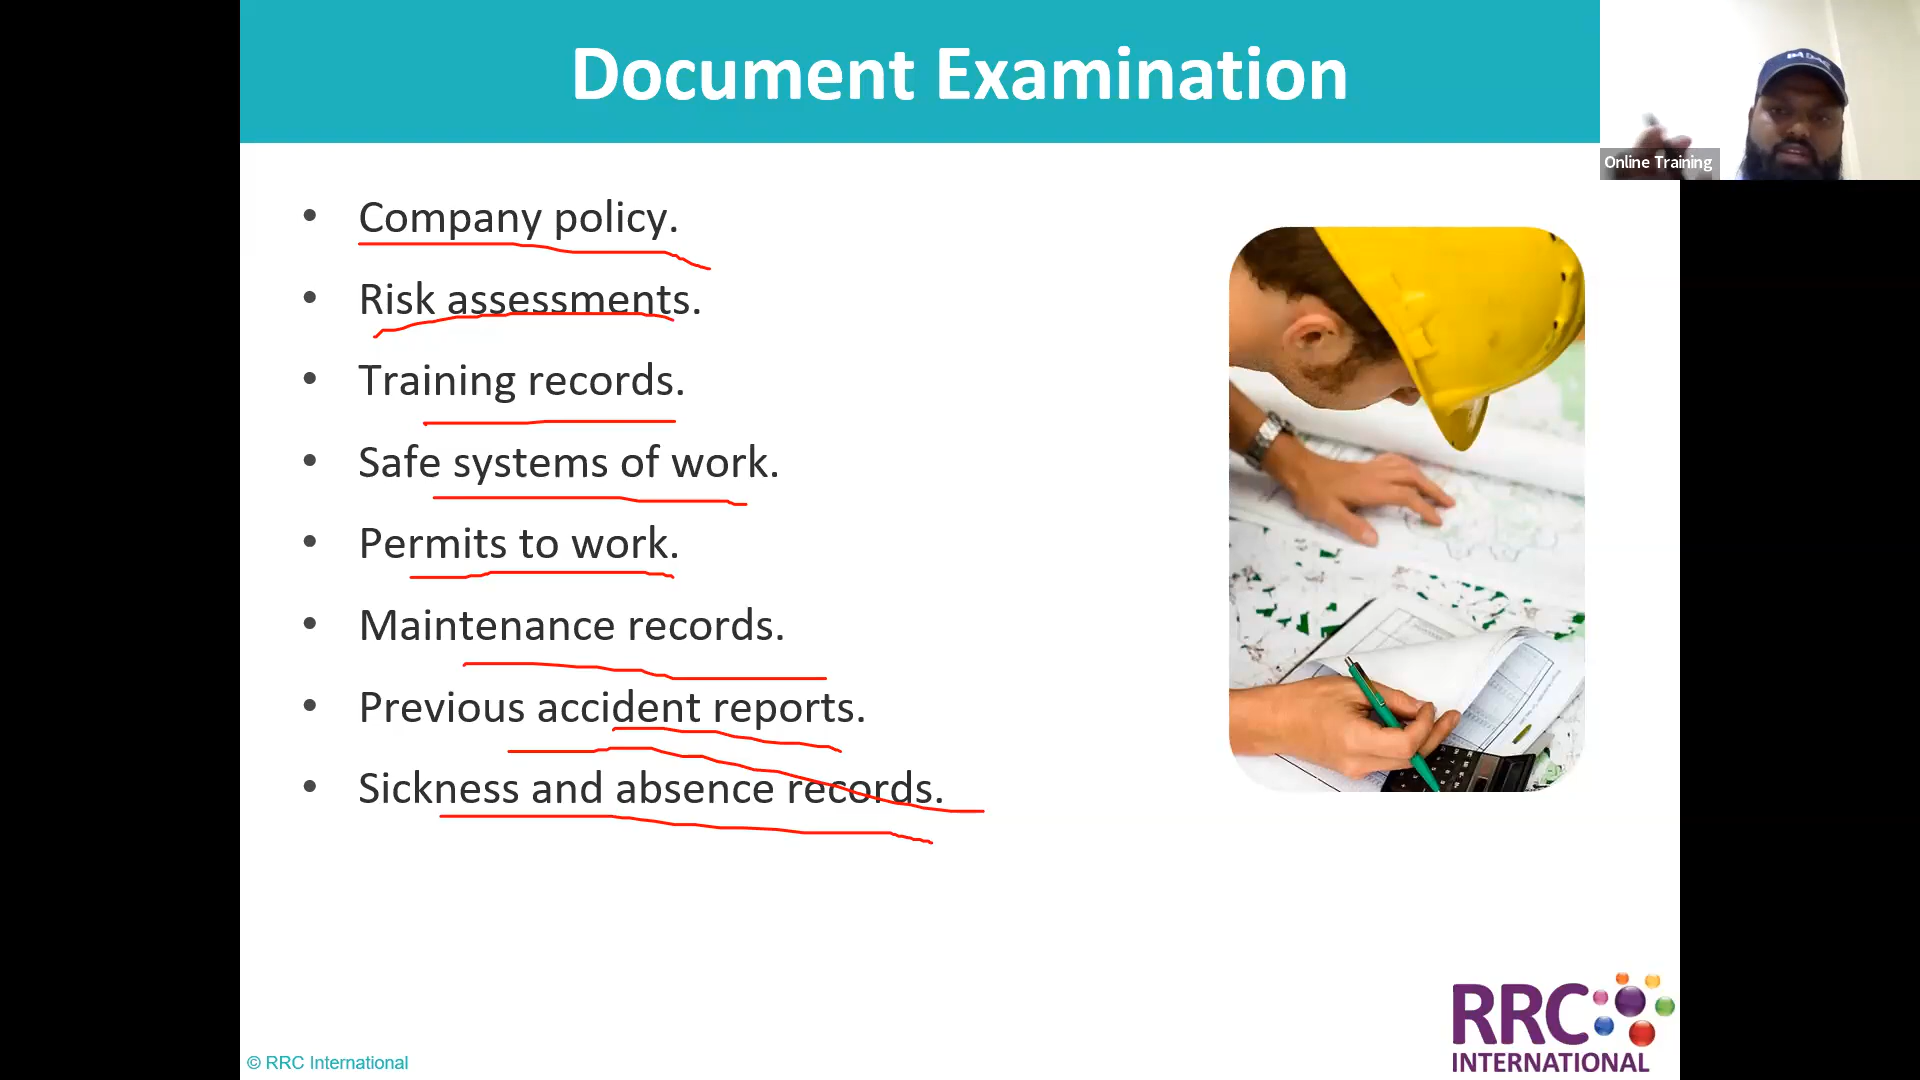 Document Examination
Online Training
• Company policy.
• Risk assessments.
• Training records.
• Safe systems of work.
• Permits to work.
• Maintenance records.
• Previous accident reports.
• Sickness and absence records.
RRC
INTERNATIONAL
© RRC International